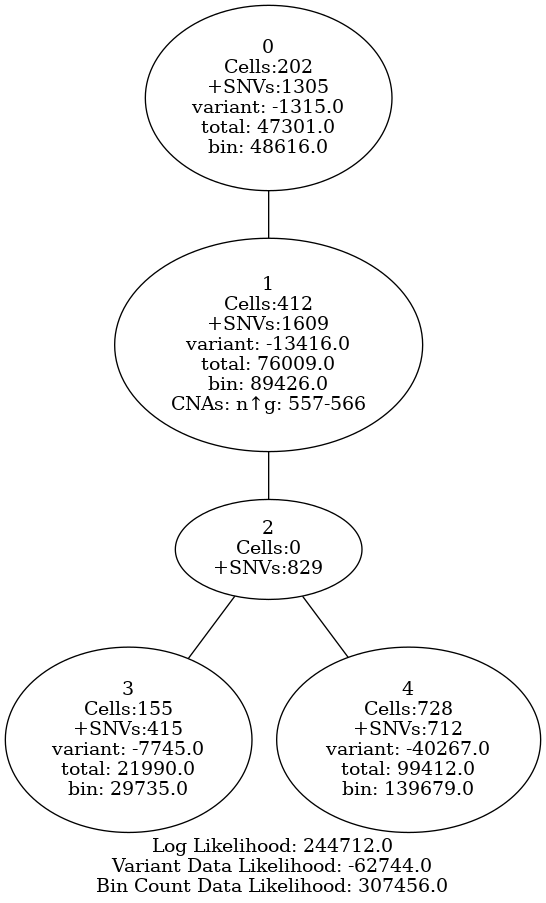 0
Cells:202
+SNVs:1305
variant: -1315.0
total: 47301.0
bin: 48616.0
1
Cells:412
+SNVs:1609
variant: -13416.0
total: 76009.0
bin: 89426.0
CNAs: n↑g: 557-566
2
Cells:0
+SNVs:829
3
Cells:155
+SNVs:415
variant: -7745.0
total: 21990.0
bin: 29735.0
4
Cells:728
+SNVs:712
variant: -40267.0
total: 99412.0
bin: 139679.0
Log Likelihood: 244712.0
Variant Data Likelihood: -62744.0
Bin Count Data Likelihood: 307456.0